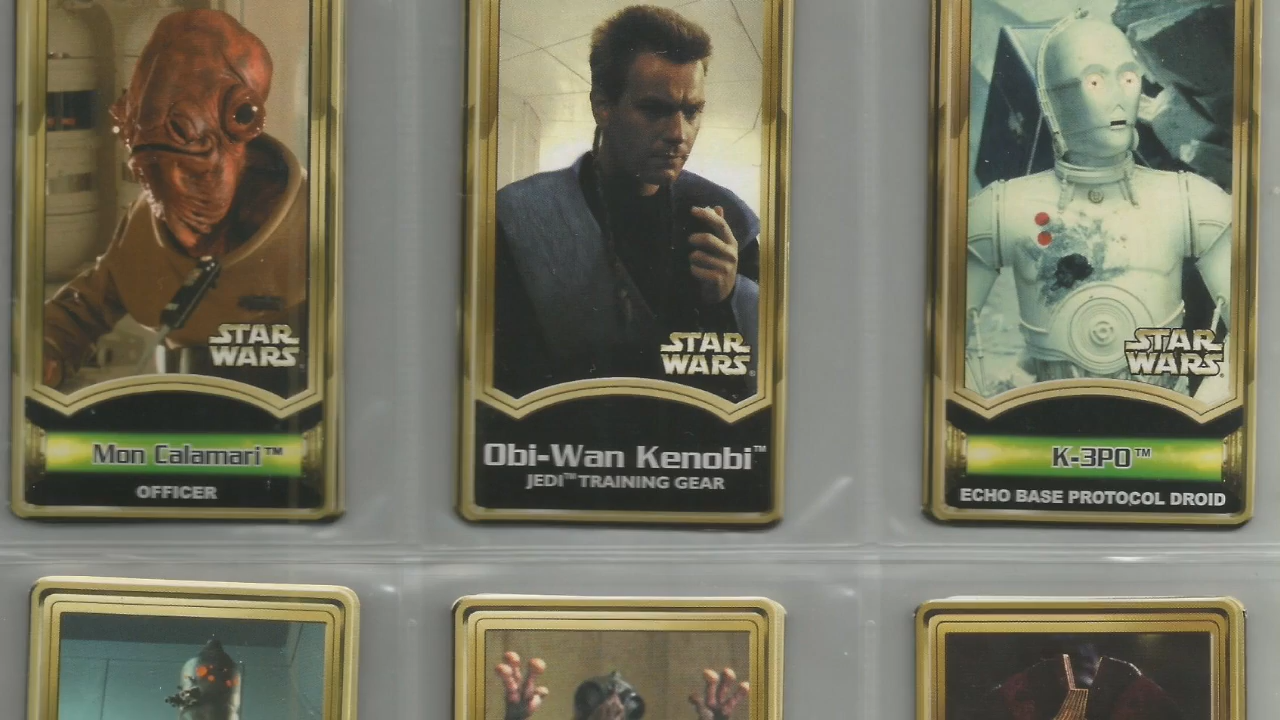 STAR
WARS
Mon Calamari™
OFFICER
STAR
WARS
Obi-Wan Kenobi™
JEDI™ TRAINING GEAR
STAR
WARS
K-3PO™
ECHO BASE PROTOCOL DROID